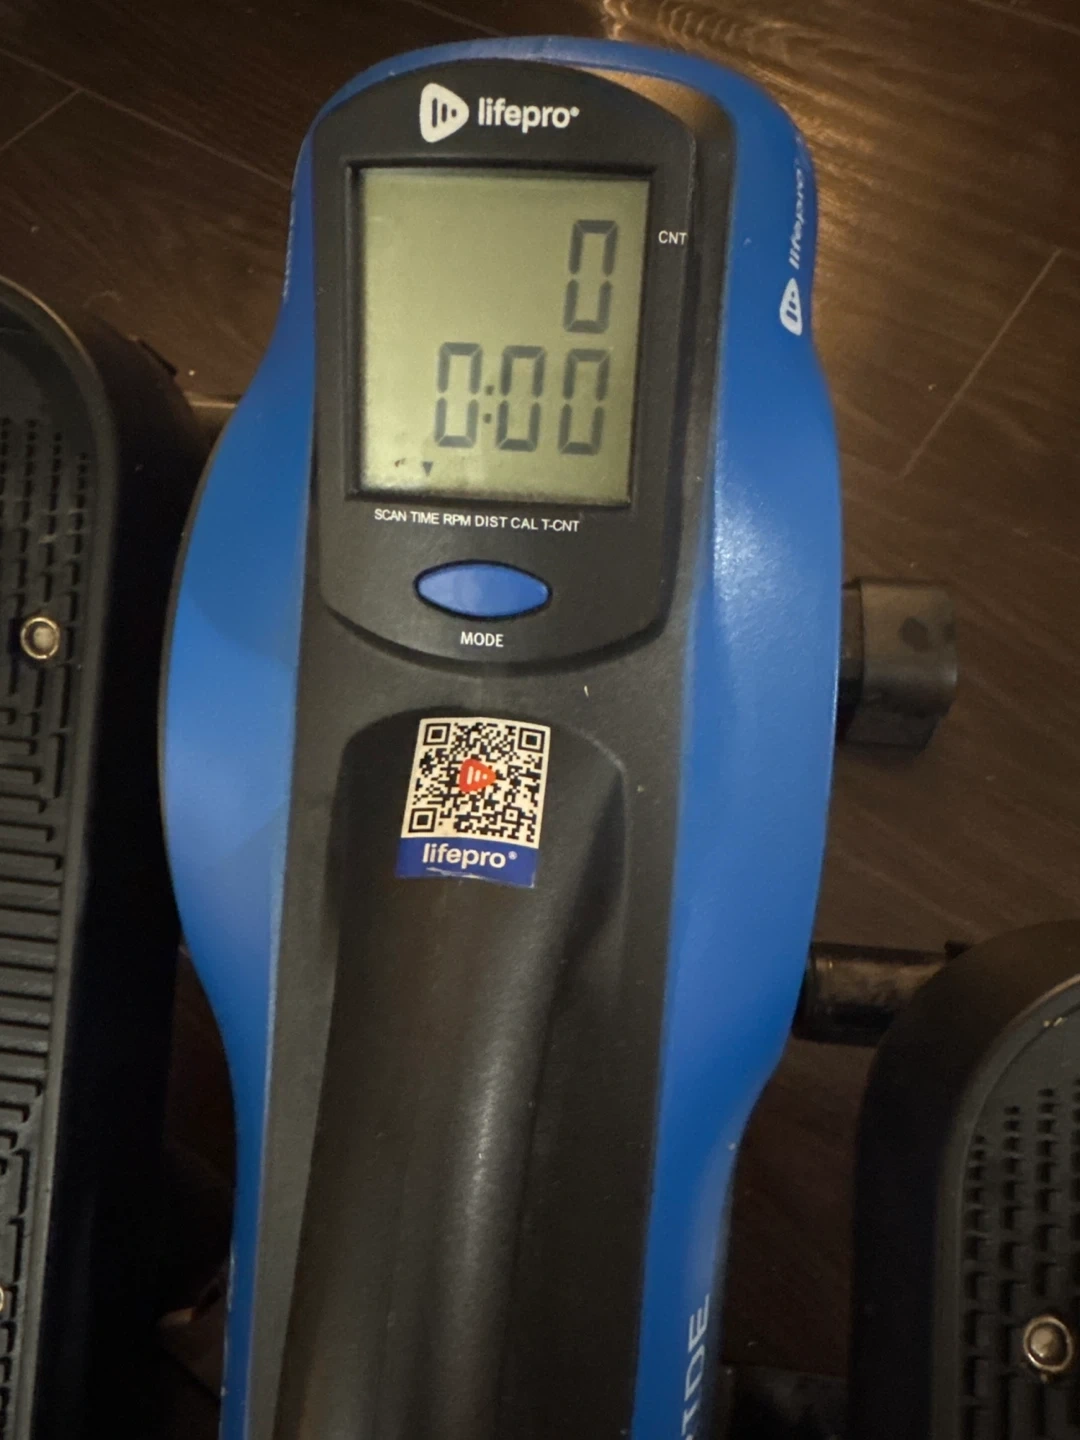 lifepro®
0
CNT
0:00
SCAN TIME RPM DIST CAL T-CNT
MODE
lifepro®
lifepro